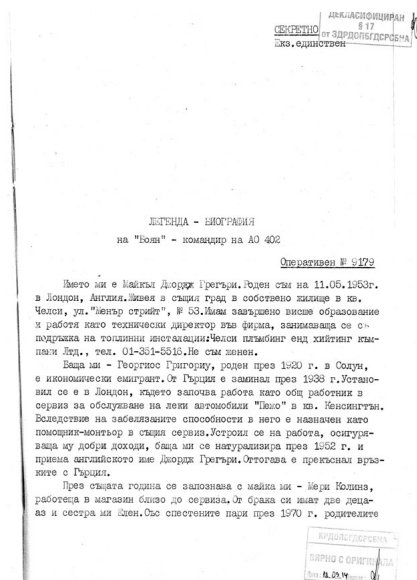 СЕКРЕТНО
Екз.единствен
ДЕКЛАСИФИЦИРАН
§ 17
от ЗДРДОПБГДСРСБНА
ЛЕГЕНДА - БИОГРАФИЯ
на "Боян" - командир на АО 402
Оперативен № 9179
Името ми е Майкъл Джордж Грегъри.Роден съм на 11.05.1953г.
в Лондон, Англия.Живея в същия град в собствено жилище в кв.
Челси, ул."Менър стрийт", № 53.Имам завършено висше образование
и работя като технически директор във фирма, занимаваща се с
подръжка на топлинни инсталации:Челси плъмбинг енд хийтинг към-
пани Лтд., тел. 01-351-5516.Не съм женен.
Баща ми - Георгиос Григориу, роден през 1920 г. в Солун,
е икономически емигрант.От Гърция е заминал през 1938 г.Устано-
вил се е в Лондон, където започва работа като общ работник в
сервиз за обслужване на леки автомобили "Пежо" в кв. Кенсингтън.
Вследствие на забелязаните способности в него е назначен като
помощник-монтьор в същия сервиз.Устроил се на работа, осигуря-
ваща му добри доходи, баща ми се натурализира през 1952 г. и
приема английското име Джордж Грегъри.Оттогава е прекъснал връз-
ките с Гърция.
През същата година се запознава с майка ми - Мери Колинз,
работеща в магазин близо до сервиза.От брака си имат две деца-
аз и сестра ми Елен.Със спестените пари през 1970 г. родителите
КРДОПБГДСРСБНА
ВЯРНО С ОРИГИНАЛА